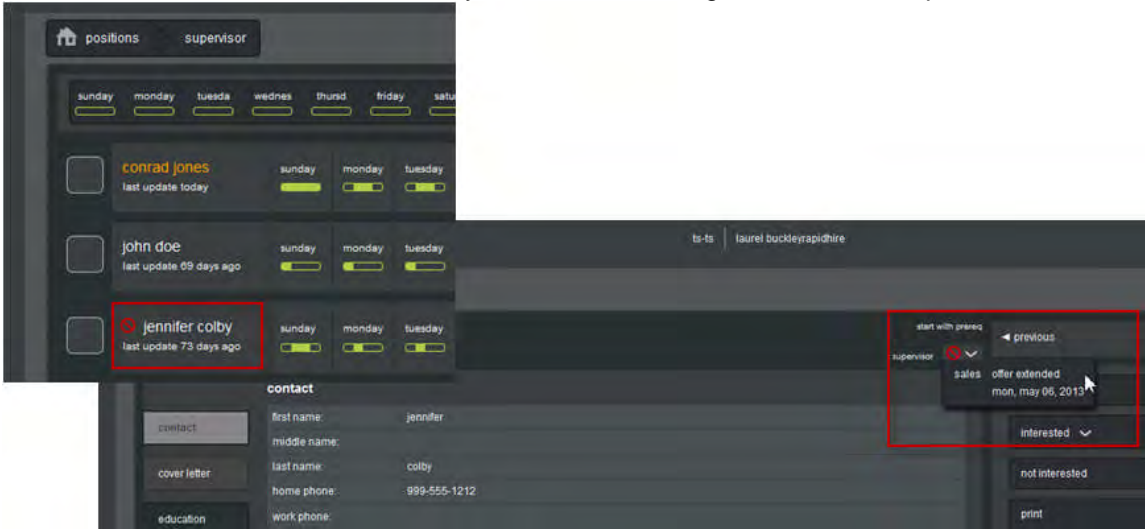 positions supervisor
sunday monday tuesda wednes thursd friday
conrad jones
last update today
sunday monday tuesday
john doe
last update 69 days ago
sunday monday tuesday
jennifer colby
last update 73 days ago
sunday monday tuesday
ts-ts laurel buckleyrapidhire
start with prereq
previous
supervisor
sales offer extended
mon, may 06, 2013
contact
contact
first name: jennifer
interested
middle name:
cover letter
last name: colby
not interested
home phone: 999-555-1212
education
work phone:
print